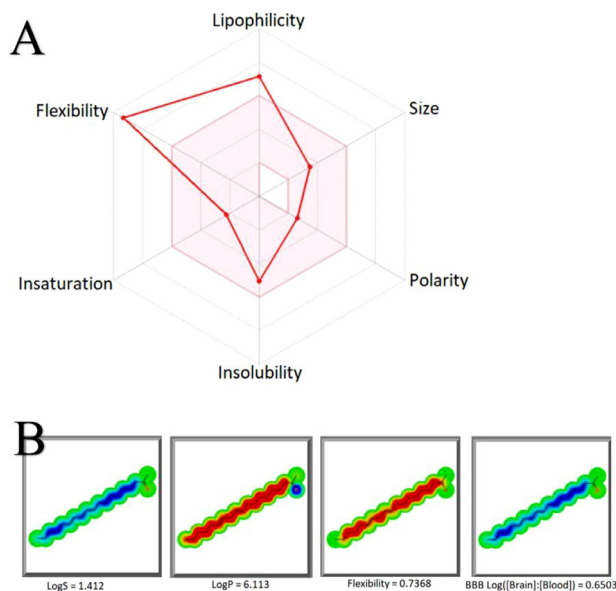 A
Lipophilicity
Flexibility
Size
Insaturation
Polarity
Insolubility
B
LogS = 1.412
LogP = 6.113
Flexibility = 0.7368
BBB Log([Brain]:[Blood]) = 0.6503